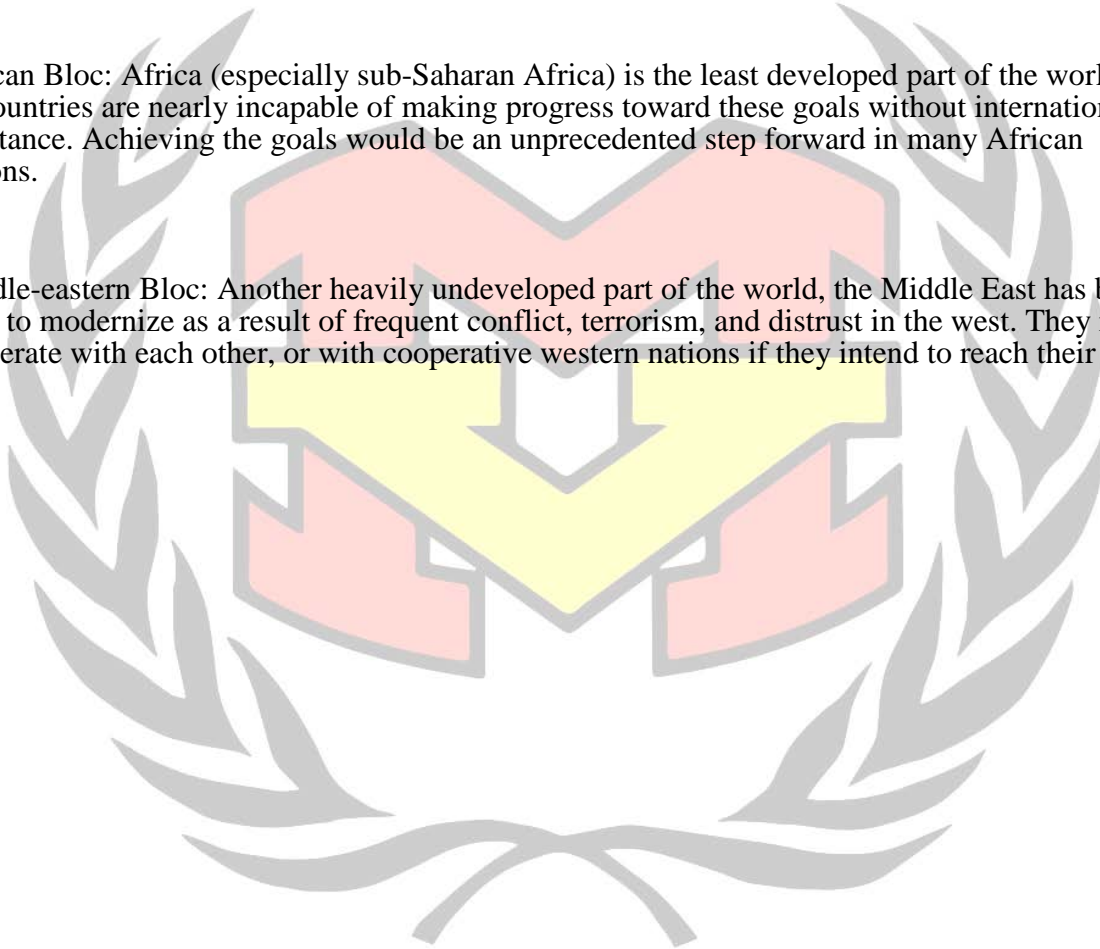 can Bloc: Africa (especially sub-Saharan Africa) is the least developed part of the worl
ountries are nearly incapable of making progress toward these goals without internation
tance. Achieving the goals would be an unprecedented step forward in many African
ons.
dle-eastern Bloc: Another heavily undeveloped part of the world, the Middle East has b
to modernize as a result of frequent conflict, terrorism, and distrust in the west. They
erate with each other, or with cooperative western nations if they intend to reach their